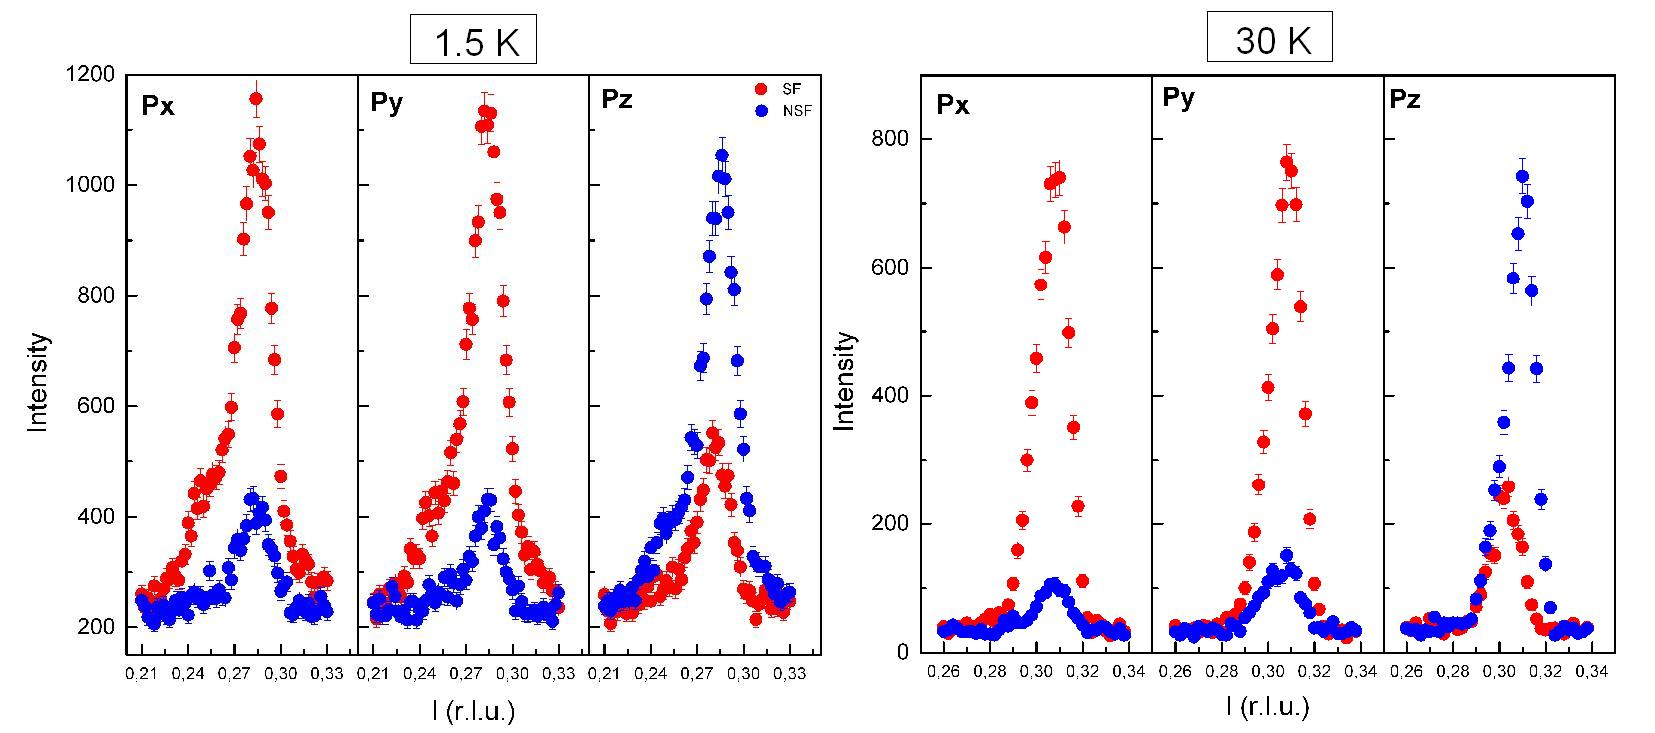 1.5 K
30 K
Px
Py
Pz
SF
NSF
Px
Py
Pz
1200
1000
800
600
400
200
Intensity
800
600
400
200
0
Intensity
0,21 0,24 0,27 0,30 0,33 0,21 0,24 0,27 0,30 0,33 0,21 0,24 0,27 0,30 0,33
0,26 0,28 0,30 0,32 0,34 0,26 0,28 0,30 0,32 0,34 0,26 0,28 0,30 0,32 0,34
l (r.l.u.)
l (r.l.u.)